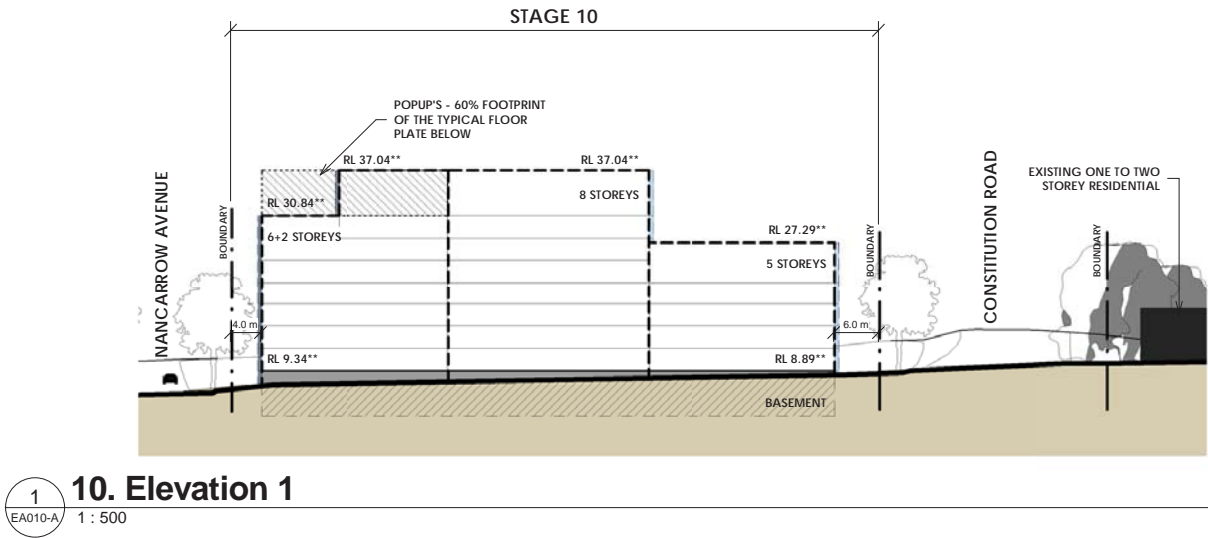 STAGE 10
POPUP'S - 60% FOOTPRINT
OF THE TYPICAL FLOOR
PLATE BELOW
RL 37.04**
RL 37.04**
EXISTING ONE TO TWO
STOREY RESIDENTIAL
8 STOREYS
RL 30.84**
RL 27.29**
6+2 STOREYS
5 STOREYS
NANCARROW AVENUE
BOUNDARY
BOUNDARY
CONSTITUTION ROAD
BOUNDARY
4.0 m
6.0 m
RL 9.34**
RL 8.89**
BASEMENT
1
EA010-A
10. Elevation 1
1 : 500